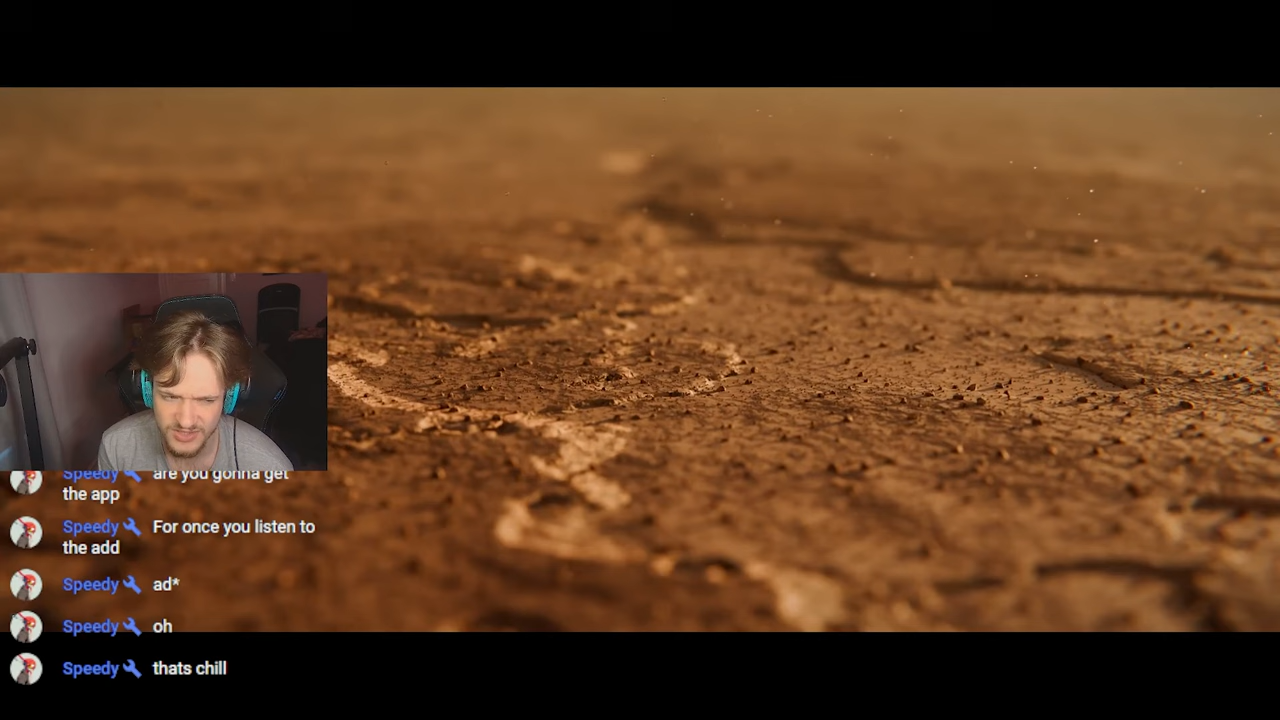 Speedy are you gonna get
the app
Speedy For once you listen to
the add
Speedy ad*
Speedy oh
Speedy thats chill